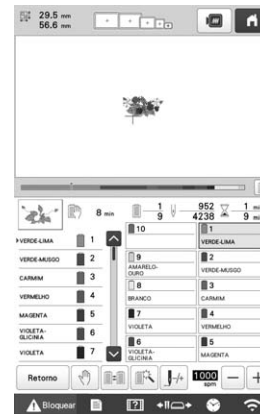 29.5 mm
56.6 mm
8 min
1
9
952
4238
1 min
9 min
VERDE-LIMA 1
VERDE-MUSGO 2
CARMIM 3
VERMELHO 4
MAGENTA 5
VIOLETA-GLICINIA 6
VIOLETA 7
10
1
VERDE-LIMA
9
AMARELO-OURO
2
VERDE-MUSGO
8
BRANCO
3
CARMIM
7
VIOLETA
4
VERMELHO
6
VIOLETA-GLICINIA
5
MAGENTA
Retorno
1000
spm
Bloquear